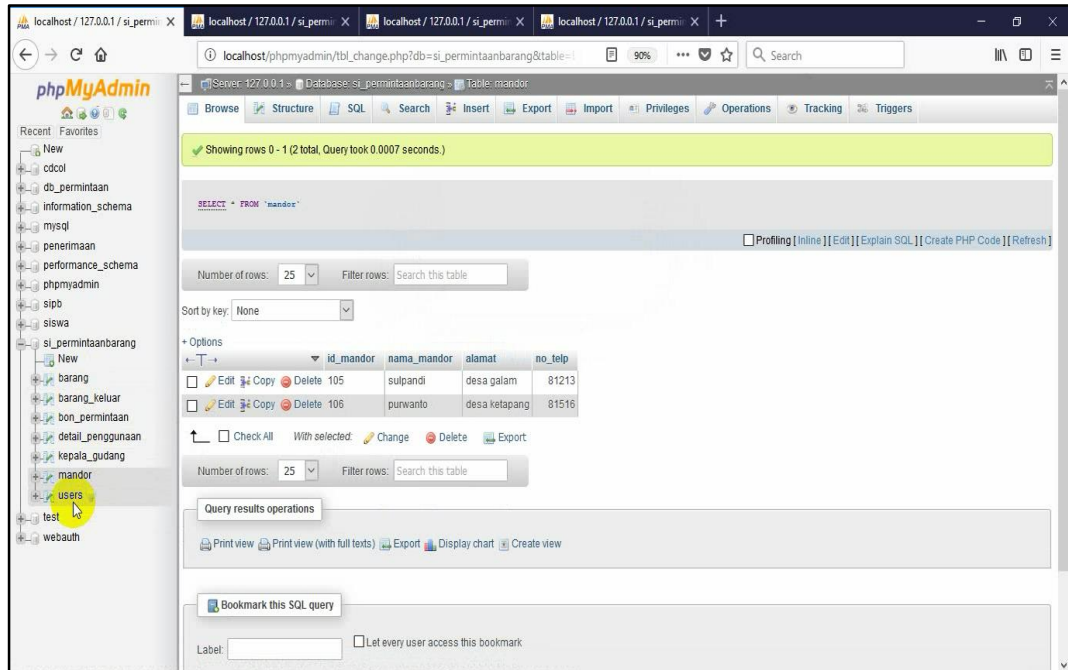 localhost / 127.0.0.1 / si_permin X
localhost / 127.0.0.1 / si_permin X
localhost / 127.0.0.1 / si_permin X
localhost / 127.0.0.1 / si_permin X
localhost/phpmyadmin/tbl_change.php?db=si_permintaanbarang&table=
90%
Search
phpMyAdmin
Recent Favorites
New
cdcol
db_permintaan
information_schema
mysql
penerimaan
performance_schema
phpmyadmin
sipb
siswa
si_permintaanbarang
New
barang
barang_keluar
bon_permintaan
detail_penggunaan
kepala_gudang
mandor
users
test
webauth
Server: 127.0.0.1 » Database: si_permintaanbarang » Table: mandor
Browse Structure SQL Search Insert Export Import Privileges Operations Tracking Triggers
Showing rows 0 - 1 (2 total, Query took 0.0007 seconds.)
SELECT * FROM `mandor`
Profiling [ Inline ] [ Edit ] [ Explain SQL ] [ Create PHP Code ] [ Refresh ]
Number of rows: 25 Filter rows: Search this table
Sort by key: None
+ Options
←T→ id_mandor nama_mandor alamat no_telp
Edit Copy Delete 105 sulpandi desa galam 81213
Edit Copy Delete 106 purwanto desa ketapang 81516
Check All With selected: Change Delete Export
Number of rows: 25 Filter rows: Search this table
Query results operations
Print view Print view (with full texts) Export Display chart Create view
Bookmark this SQL query
Label: Let every user access this bookmark